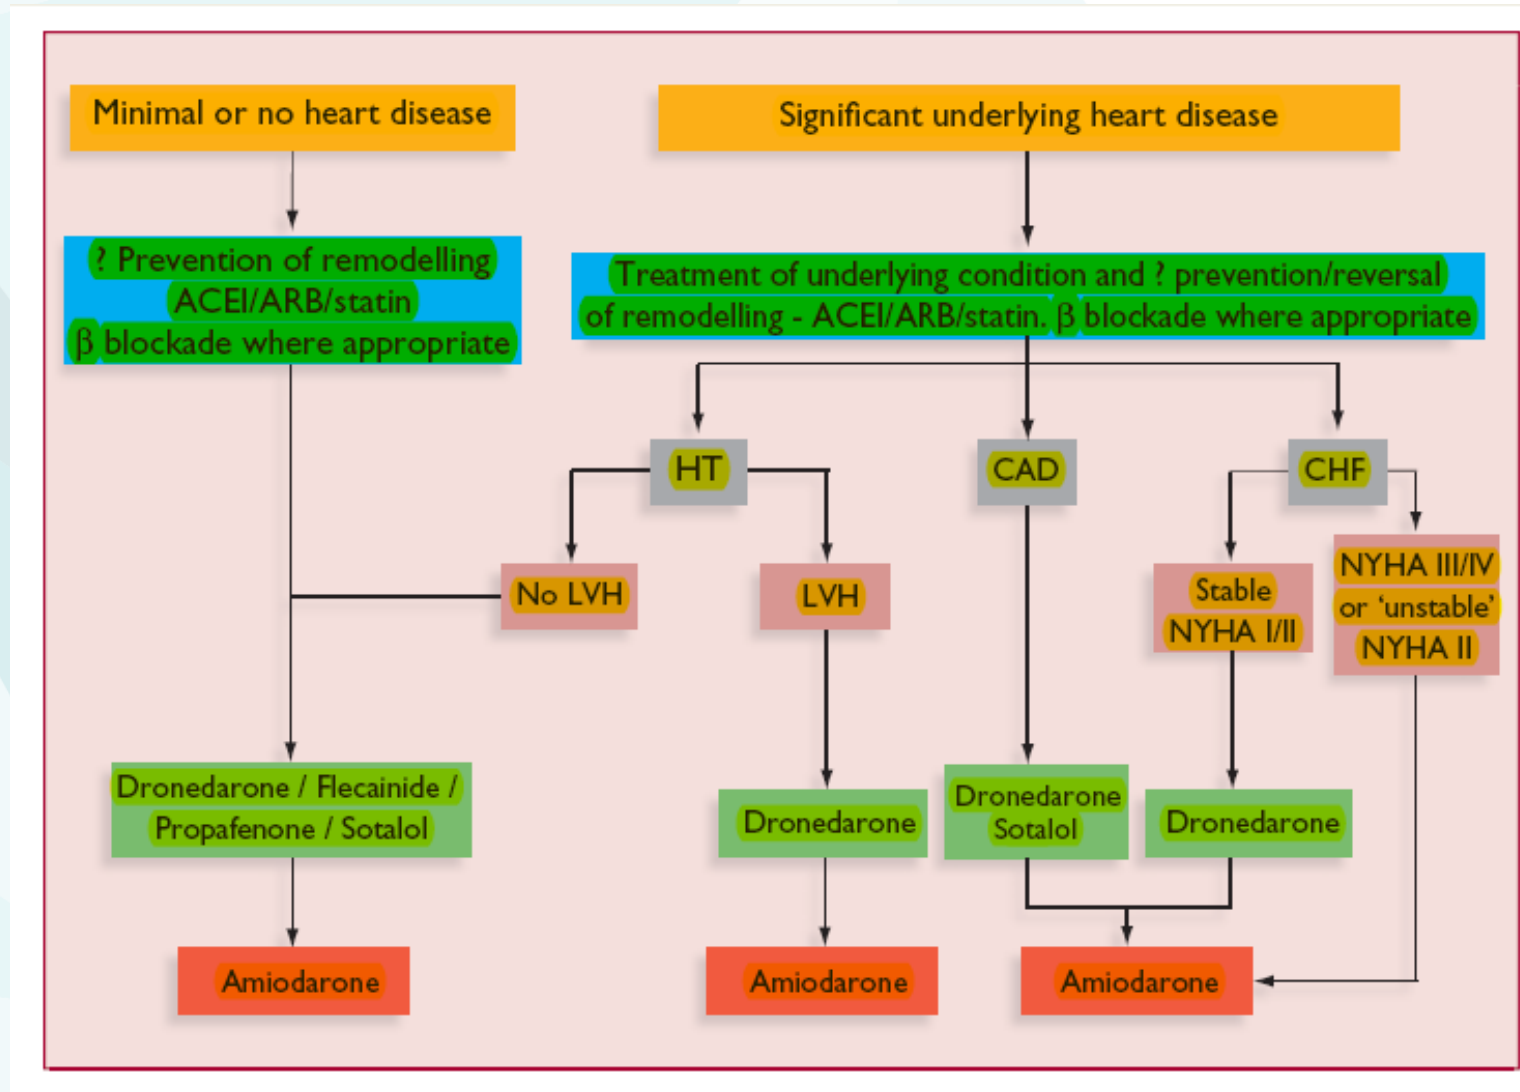 Minimal or no heart disease
Significant underlying heart disease
? Prevention of remodelling
ACEI/ARB/statin
β blockade where appropriate
Treatment of underlying condition and ? prevention/reversal
of remodelling - ACEI/ARB/statin. β blockade where appropriate
HT
CAD
CHF
No LVH
LVH
Stable
NYHA I/II
NYHA III/IV
or ‘unstable’
NYHA II
Dronedarone / Flecainide /
Propafenone / Sotalol
Dronedarone
Dronedarone
Sotalol
Dronedarone
Amiodarone
Amiodarone
Amiodarone